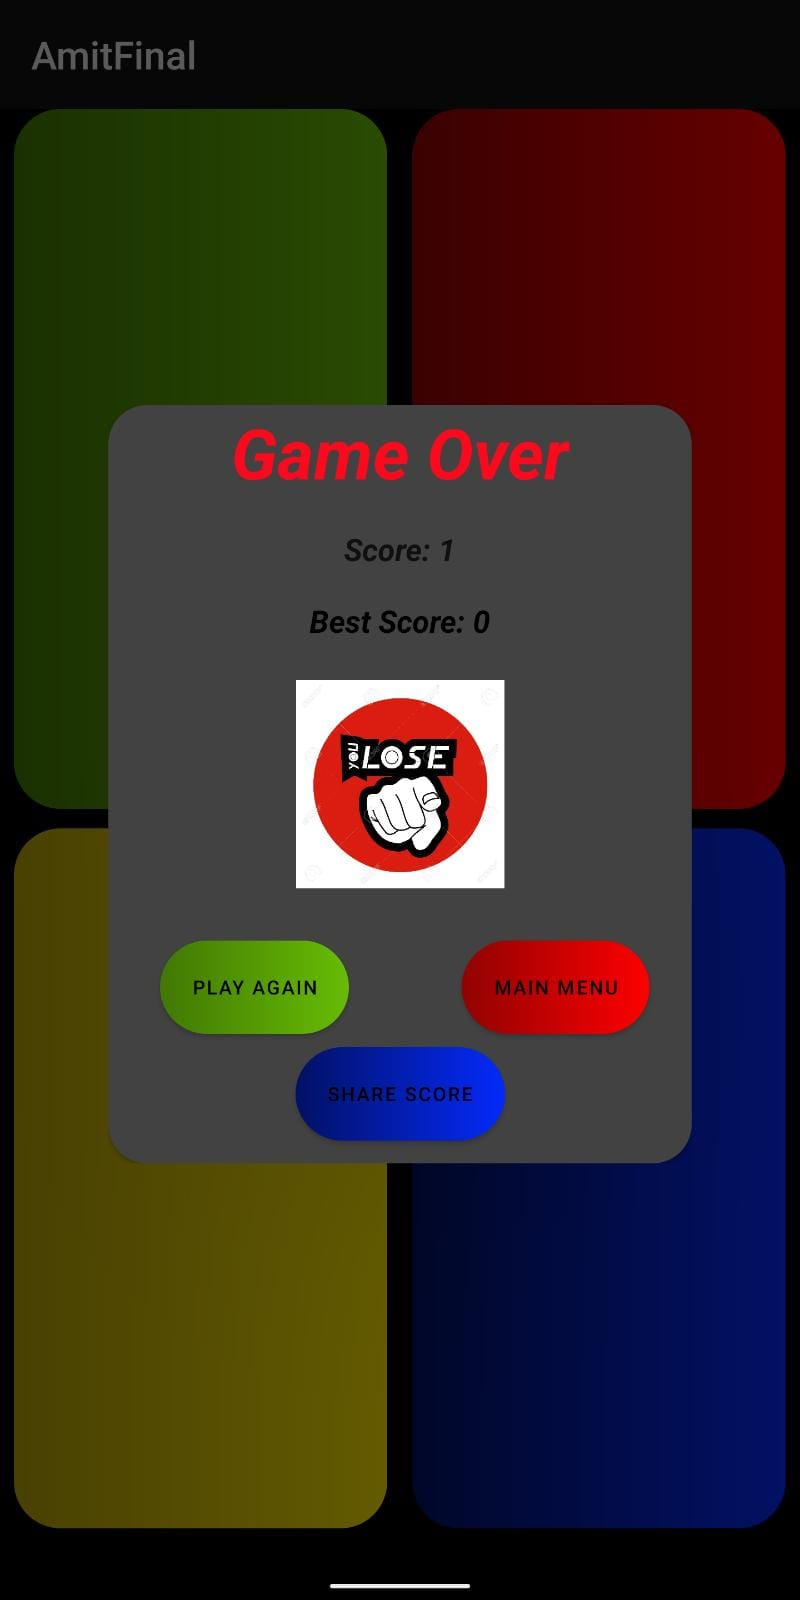 AmitFinal
Game Over
Score: 1
Best Score: 0
YOU LOSE
PLAY AGAIN
MAIN MENU
SHARE SCORE